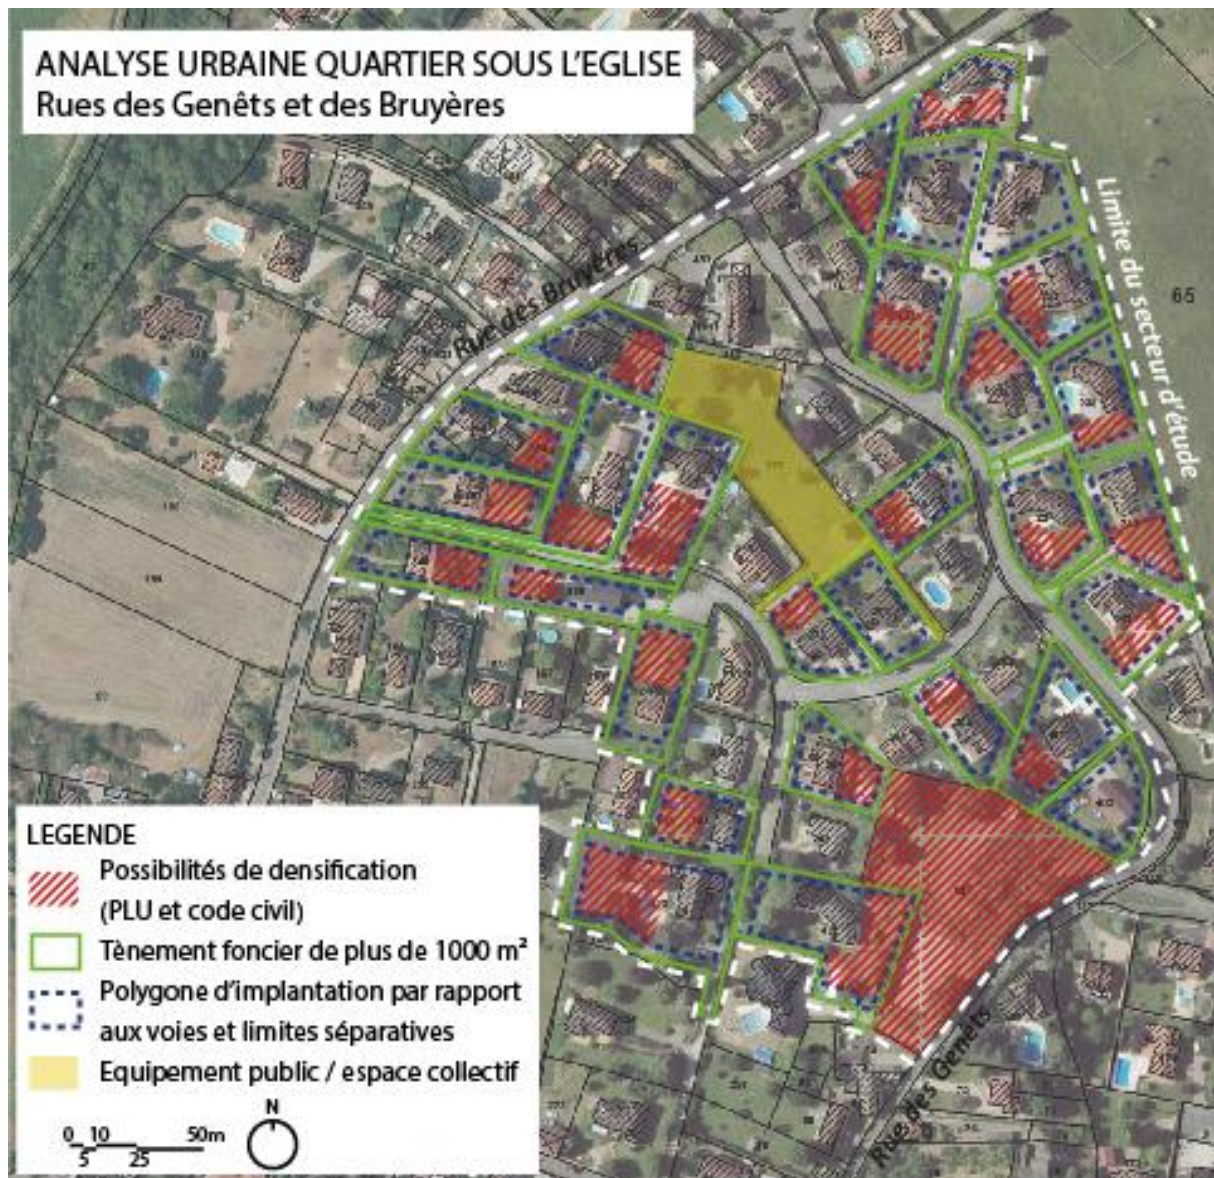 ANALYSE URBAINE QUARTIER SOUS L'EGLISE
Rues des Genêts et des Bruyères
Rue des Bruyères
Limite du secteur d'étude
65
Rue des Genêts
LEGENDE
Possibilités de densification
(PLU et code civil)
Tènement foncier de plus de 1000 m²
Polygone d'implantation par rapport
aux voies et limites séparatives
Equipement public / espace collectif
N
0 10 50m
5 25